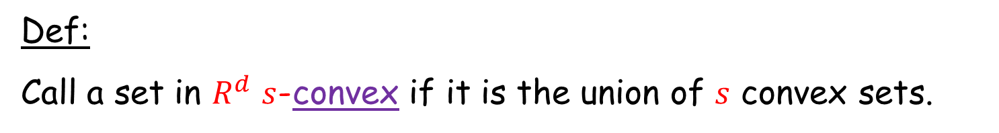 Def:
Call a set in R^d s-convex if it is the union of s convex sets.